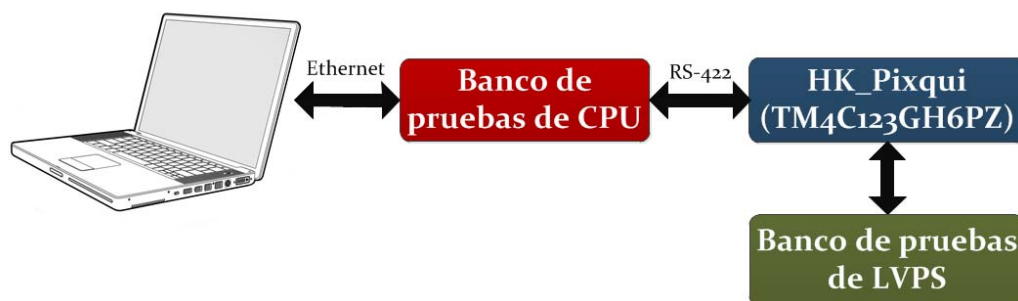 Ethernet
Banco de
pruebas de CPU
RS-422
HK_Pixqui
(TM4C123GH6PZ)
Banco de pruebas
de LVPS